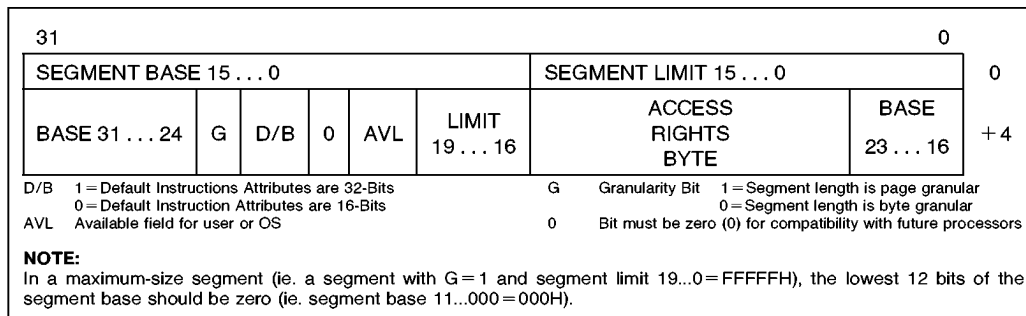 31 0
SEGMENT BASE 15 . . . 0 SEGMENT LIMIT 15 . . . 0 0
BASE 31 . . . 24 G D/B 0 AVL LIMIT 19 . . . 16 ACCESS RIGHTS BYTE BASE 23 . . . 16 +4
D/B 1=Default Instructions Attributes are 32-Bits G Granularity Bit 1=Segment length is page granular
0=Default Instruction Attributes are 16-Bits 0=Segment length is byte granular
AVL Available field for user or OS 0 Bit must be zero (0) for compatibility with future processors
NOTE:
In a maximum-size segment (ie. a segment with G=1 and segment limit 19...0=FFFFFH), the lowest 12 bits of the
segment base should be zero (ie. segment base 11...000=000H).